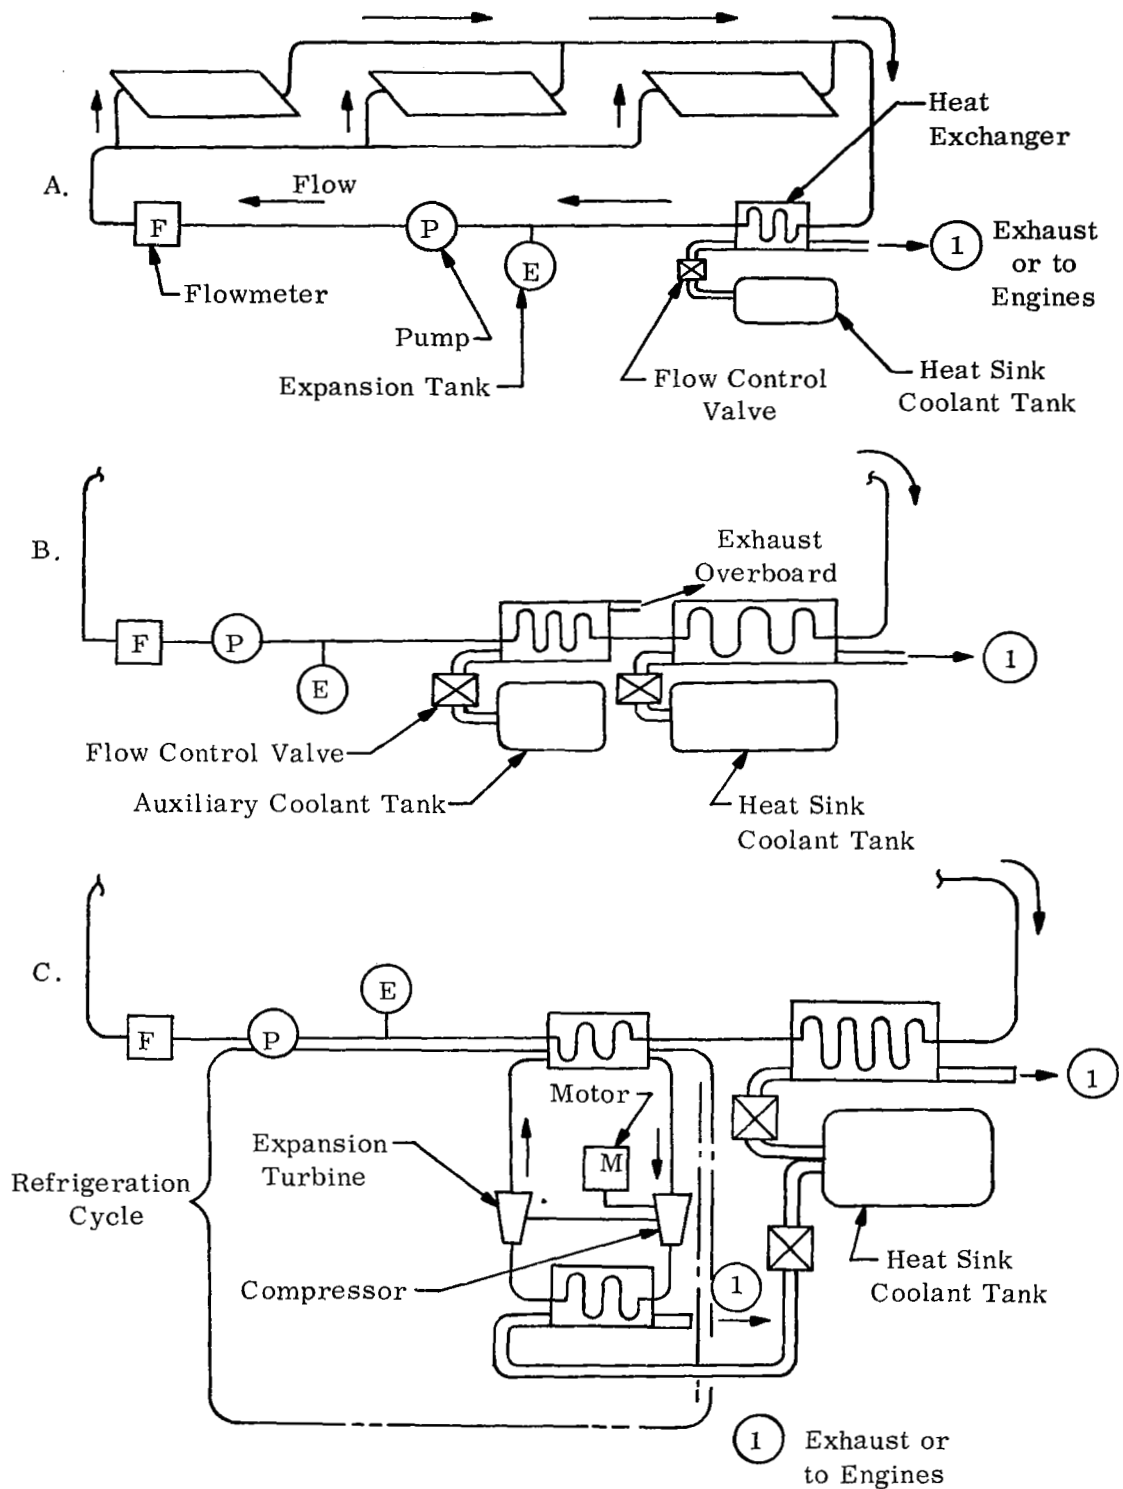 Heat
Exchanger
A.
Flow
F
P
E
1
Exhaust
or to
Engines
Flowmeter
Pump
Expansion Tank
Flow Control
Valve
Heat Sink
Coolant Tank
B.
Exhaust
Overboard
F
P
E
1
Flow Control Valve
Auxiliary Coolant Tank
Heat Sink
Coolant Tank
C.
E
F
P
1
Motor
M
Expansion
Turbine
Refrigeration
Cycle
Compressor
1
Heat Sink
Coolant Tank
1 Exhaust or
to Engines